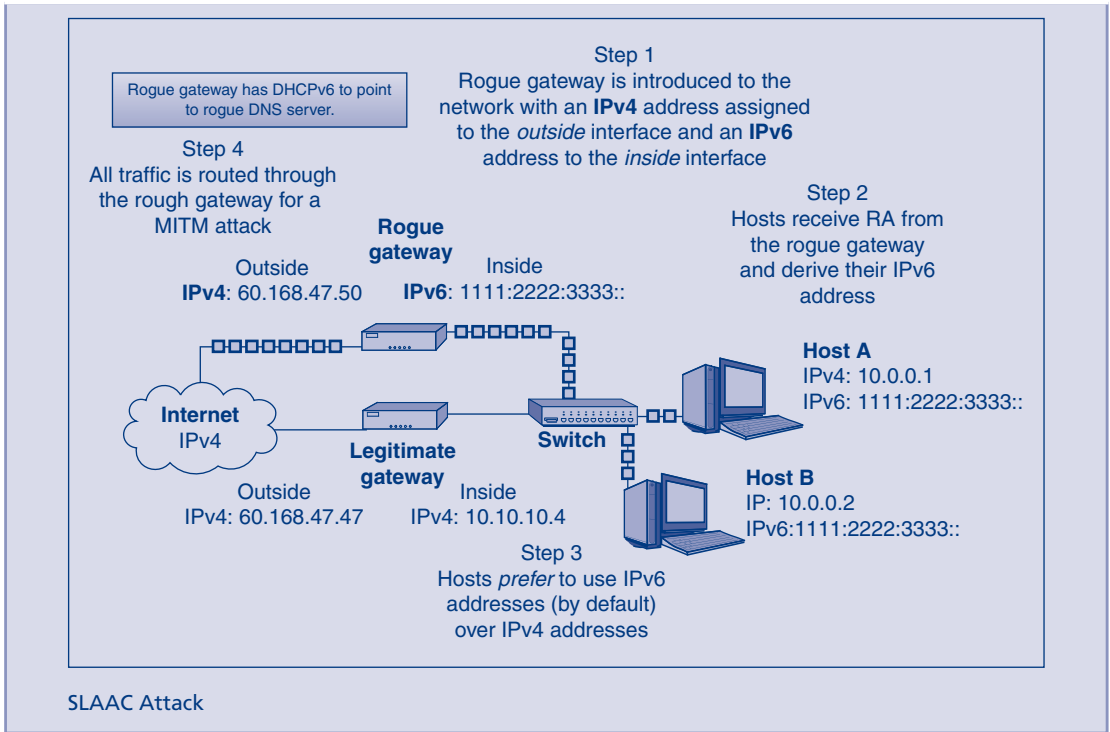 Step 1
Rogue gateway is introduced to the
network with an IPv4 address assigned
to the outside interface and an IPv6
address to the inside interface
Rogue gateway has DHCPv6 to point
to rogue DNS server.
Step 4
All traffic is routed through
the rough gateway for a
MITM attack
Step 2
Hosts receive RA from
the rogue gateway
and derive their IPv6
address
Rogue
gateway
Outside
IPv4: 60.168.47.50
Inside
IPv6: 1111:2222:3333::
Host A
IPv4: 10.0.0.1
IPv6: 1111:2222:3333::
Internet
IPv4
Legitimate
gateway
Switch
Outside
IPv4: 60.168.47.47
Inside
IPv4: 10.10.10.4
Host B
IP: 10.0.0.2
IPv6:1111:2222:3333::
Step 3
Hosts prefer to use IPv6
addresses (by default)
over IPv4 addresses
SLAAC Attack